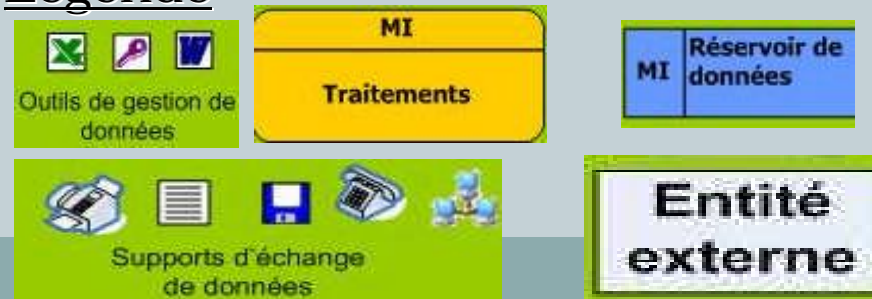 Légende
MI
Traitements
MI
Réservoir de
données
Outils de gestion de
données
Supports d'échange
de données
Entité
externe